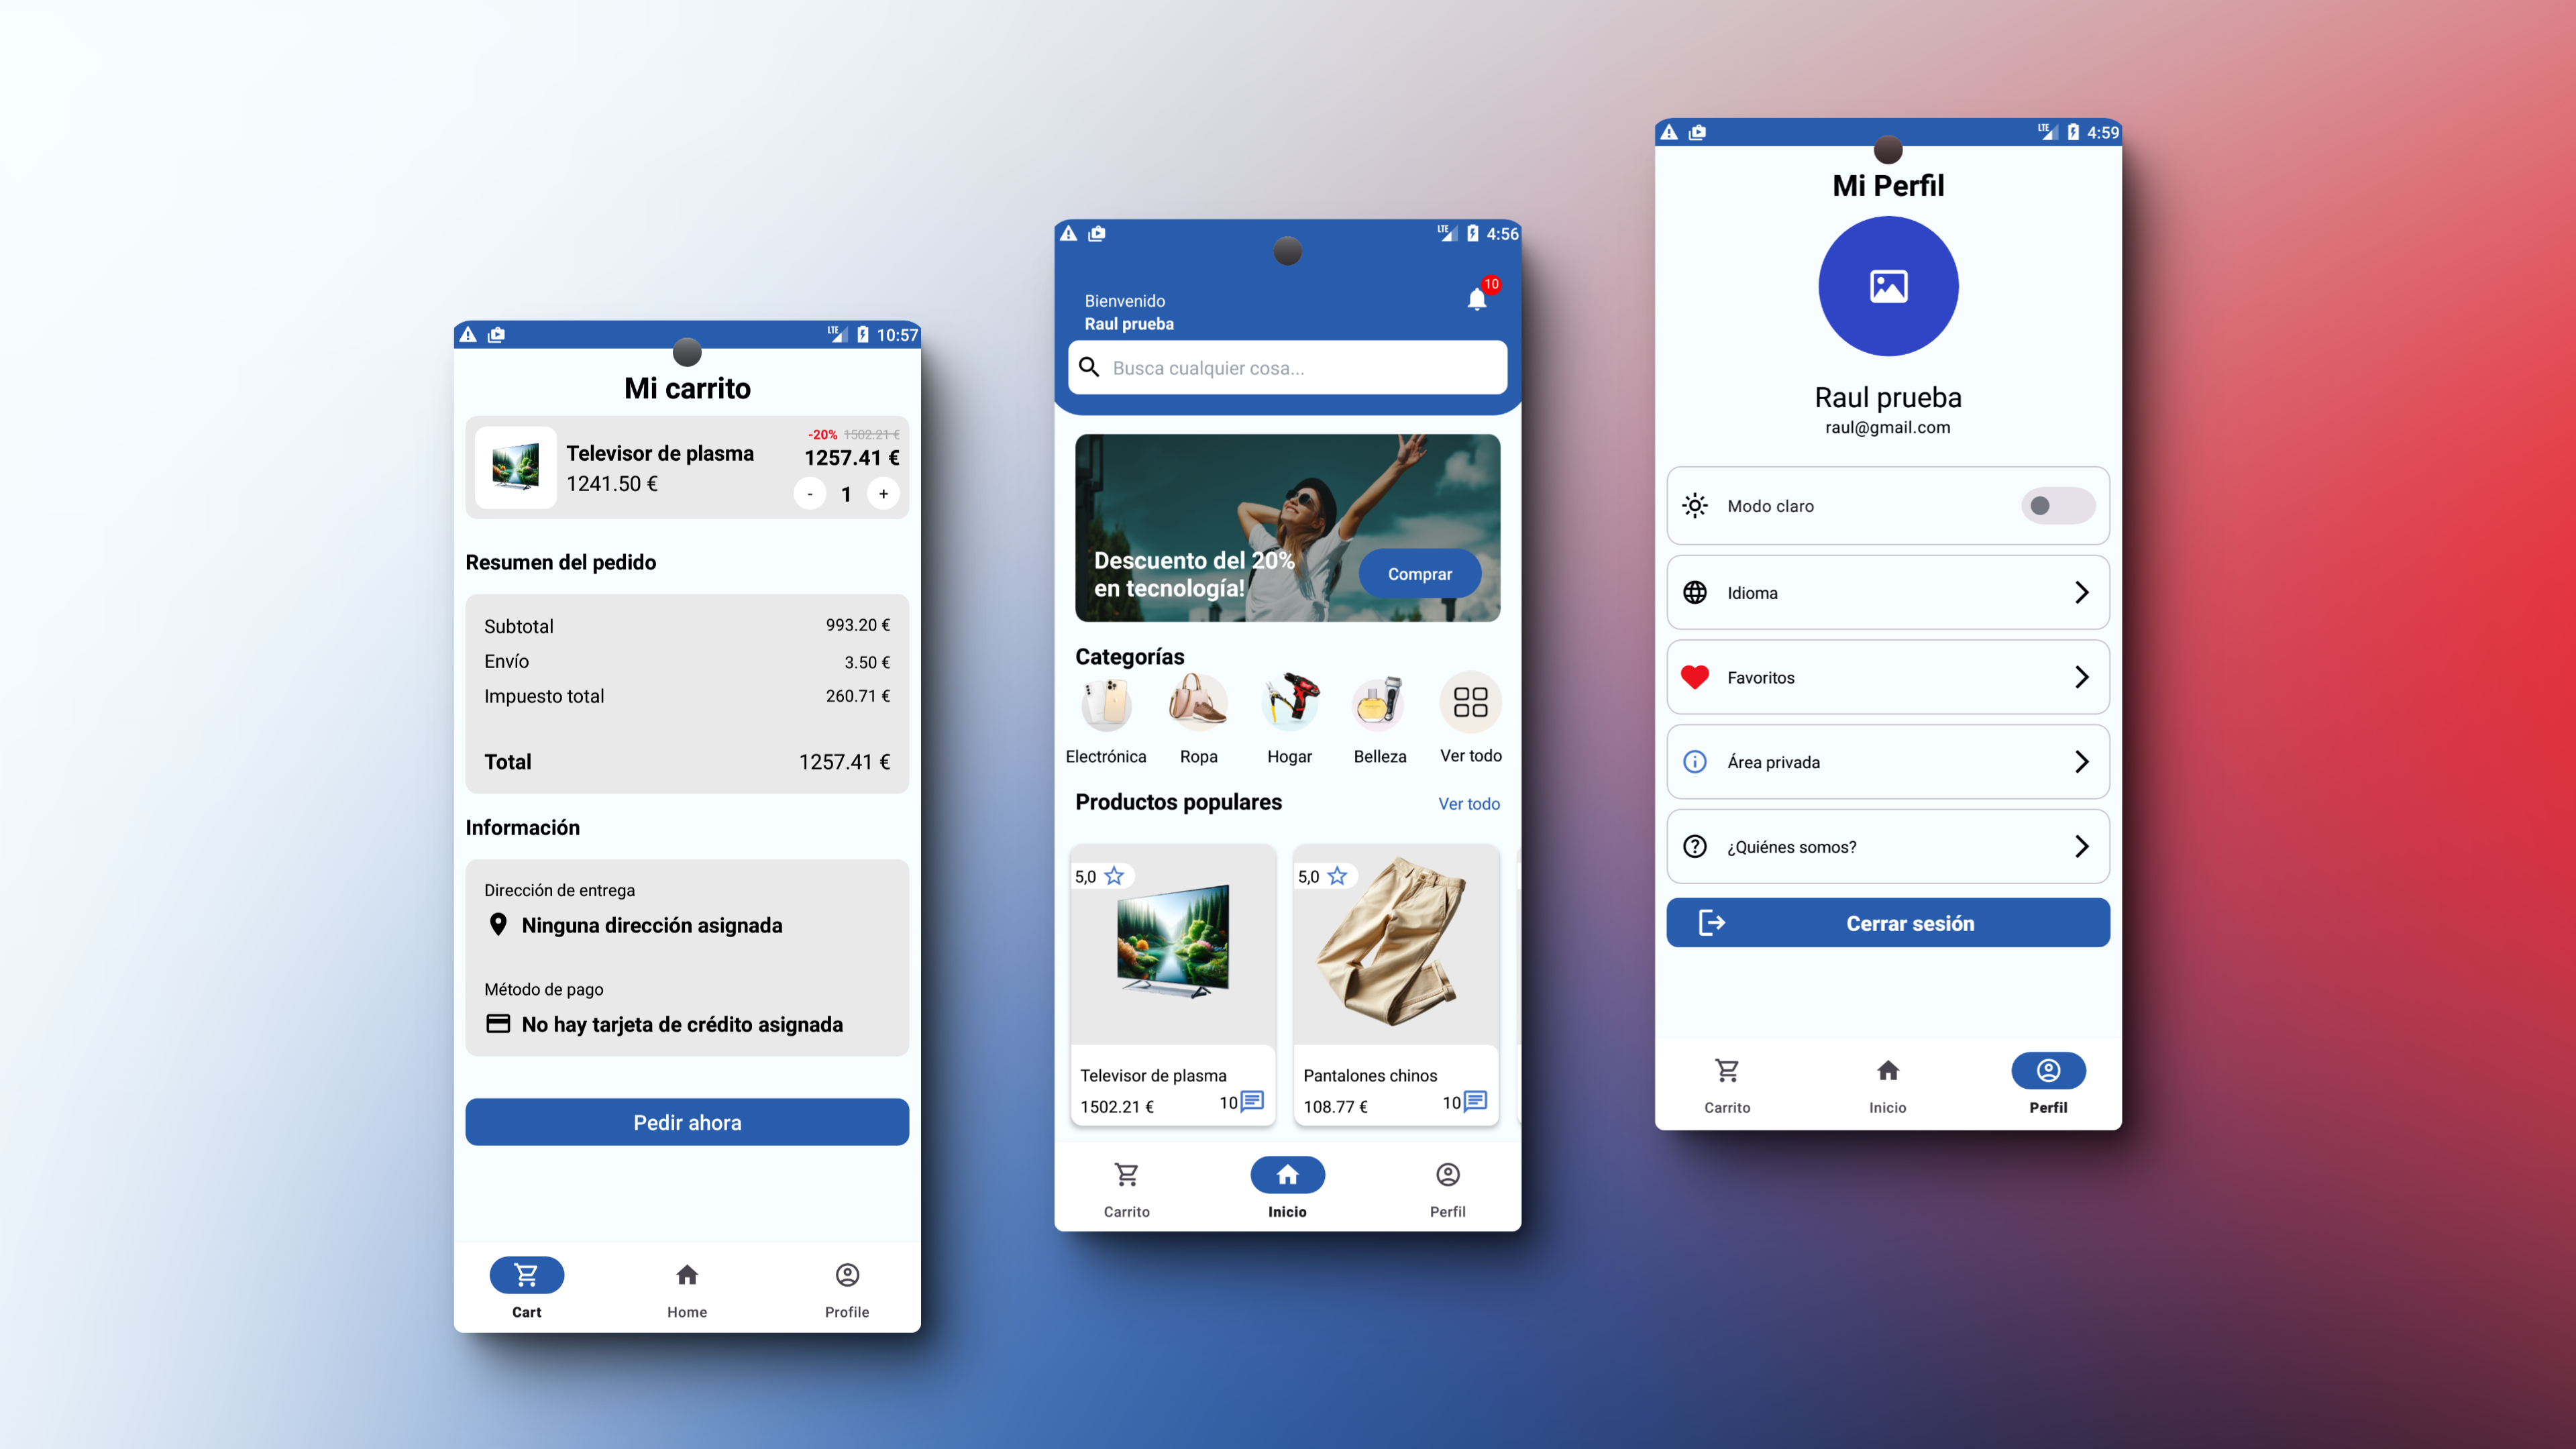 LTE 10:57
Mi carrito
Televisor de plasma
1241.50 €
-20% 1502.21 €
1257.41 €
- 1 +
Resumen del pedido
Subtotal 993.20 €
Envío 3.50 €
Impuesto total 260.71 €
Total 1257.41 €
Información
Dirección de entrega
Ninguna dirección asignada
Método de pago
No hay tarjeta de crédito asignada
Pedir ahora
Cart Home Profile
LTE 4:56
Bienvenido
Raul prueba
10
Busca cualquier cosa...
Descuento del 20%
en tecnología!
Comprar
Categorías
Electrónica Ropa Hogar Belleza Ver todo
Productos populares Ver todo
5,0
Televisor de plasma
1502.21 € 10
5,0
Pantalones chinos
108.77 € 10
Carrito Inicio Perfil
LTE 4:59
Mi Perfil
Raul prueba
raul@gmail.com
Modo claro
Idioma
Favoritos
Área privada
¿Quiénes somos?
Cerrar sesión
Carrito Inicio Perfil